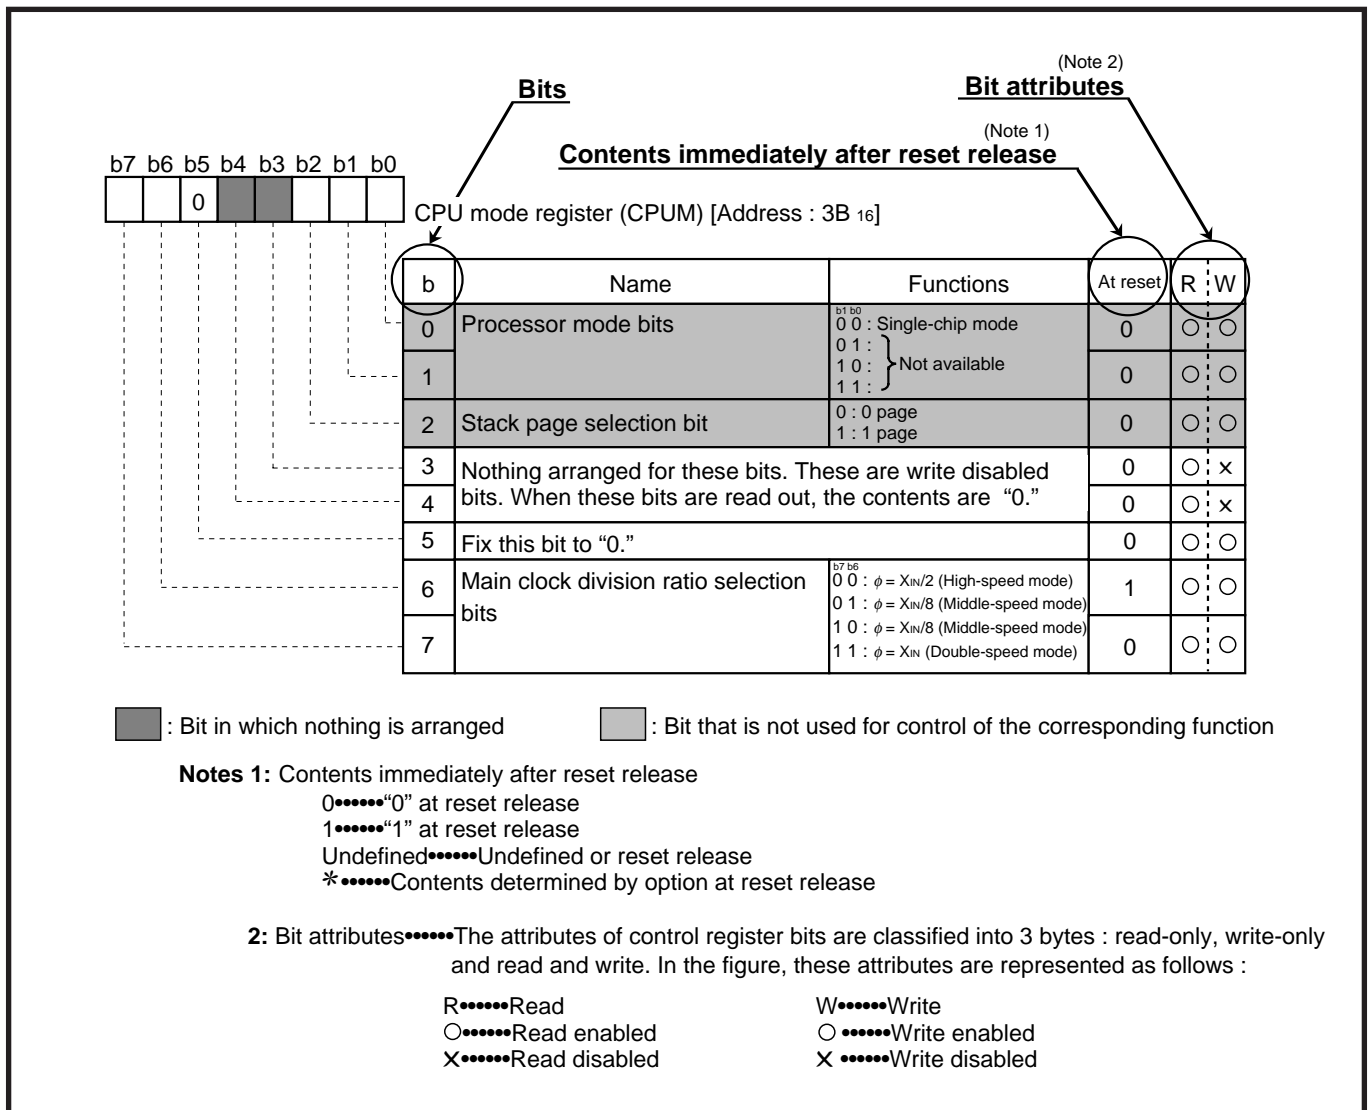 (Note 2)
Bits
Bit attributes
(Note 1)
Contents immediately after reset release
b7 b6 b5 b4 b3 b2 b1 b0
0
CPU mode register (CPUM) [Address : 3B 16]
b Name Functions At reset R W
0 Processor mode bits b1 b0
0 0 : Single-chip mode 0 ○ ○
0 1 :
1 0 : Not available
1 1 :
1 0 ○ ○
2 Stack page selection bit 0 : 0 page 0 ○ ○
1 : 1 page
3 Nothing arranged for these bits. These are write disabled 0 ○ ×
4 bits. When these bits are read out, the contents are “0.” 0 ○ ×
5 Fix this bit to “0.” 0 ○ ○
6 Main clock division ratio selection b7 b6
bits 0 0 : ϕ = XIN/2 (High-speed mode) 1 ○ ○
0 1 : ϕ = XIN/8 (Middle-speed mode)
1 0 : ϕ = XIN/8 (Middle-speed mode)
7 1 1 : ϕ = XIN (Double-speed mode) 0 ○ ○
: Bit in which nothing is arranged : Bit that is not used for control of the corresponding function
Notes 1: Contents immediately after reset release
0••••••“0” at reset release
1••••••“1” at reset release
Undefined••••••Undefined or reset release
*••••••Contents determined by option at reset release
2: Bit attributes••••••The attributes of control register bits are classified into 3 bytes : read-only, write-only
and read and write. In the figure, these attributes are represented as follows :
R••••••Read W••••••Write
○••••••Read enabled ○ ••••••Write enabled
×••••••Read disabled × ••••••Write disabled